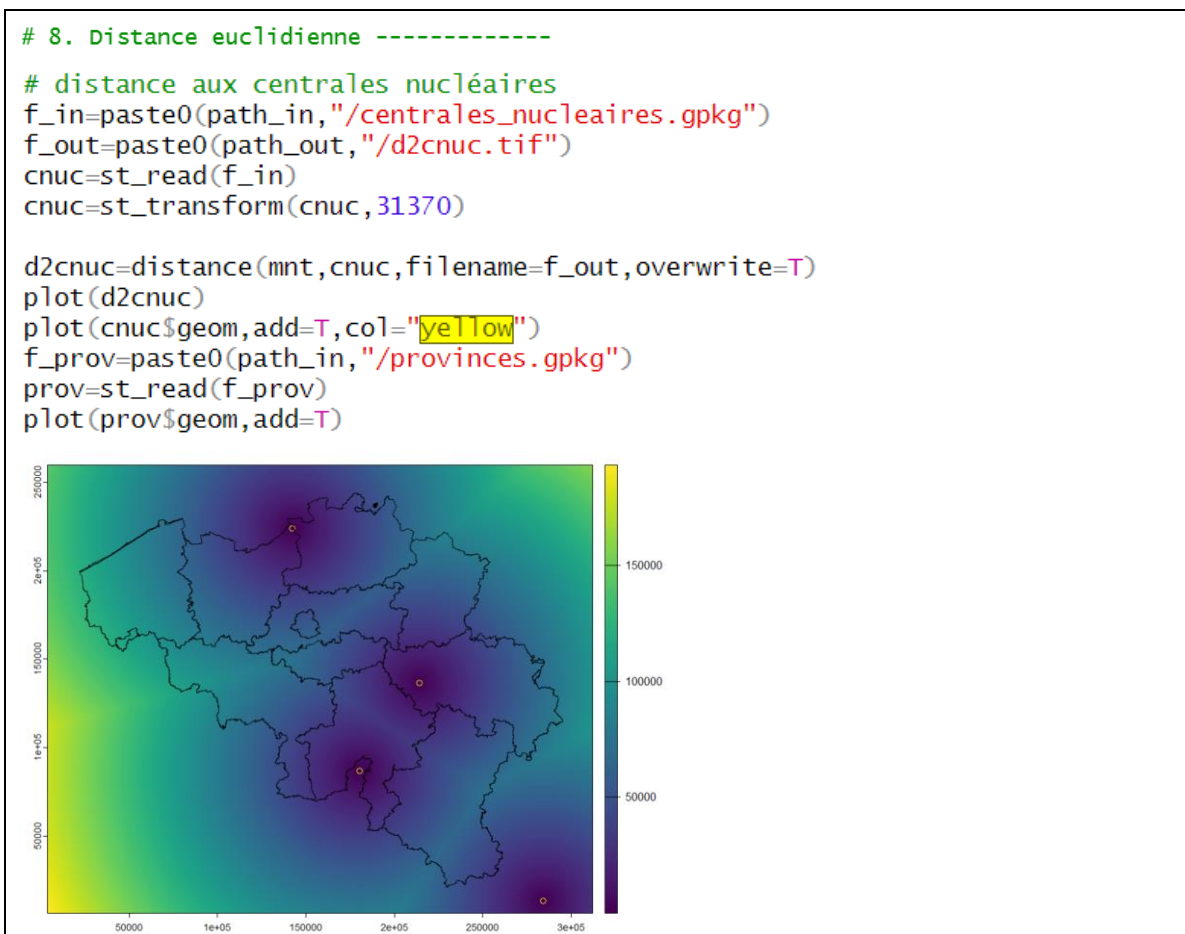 # 8. Distance euclidienne -------------
# distance aux centrales nucléaires
f_in=paste0(path_in,"/centrales_nucleaires.gpkg")
f_out=paste0(path_out,"/d2cnuc.tif")
cnuc=st_read(f_in)
cnuc=st_transform(cnuc,31370)
d2cnuc=distance(mnt,cnuc,filename=f_out,overwrite=T)
plot(d2cnuc)
plot(cnuc$geom,add=T,col="yellow")
f_prov=paste0(path_in,"/provinces.gpkg")
prov=st_read(f_prov)
plot(prov$geom,add=T)
250000
2e+05
150000
1e+05
50000
50000
1e+05
150000
2e+05
250000
3e+05
150000
100000
50000